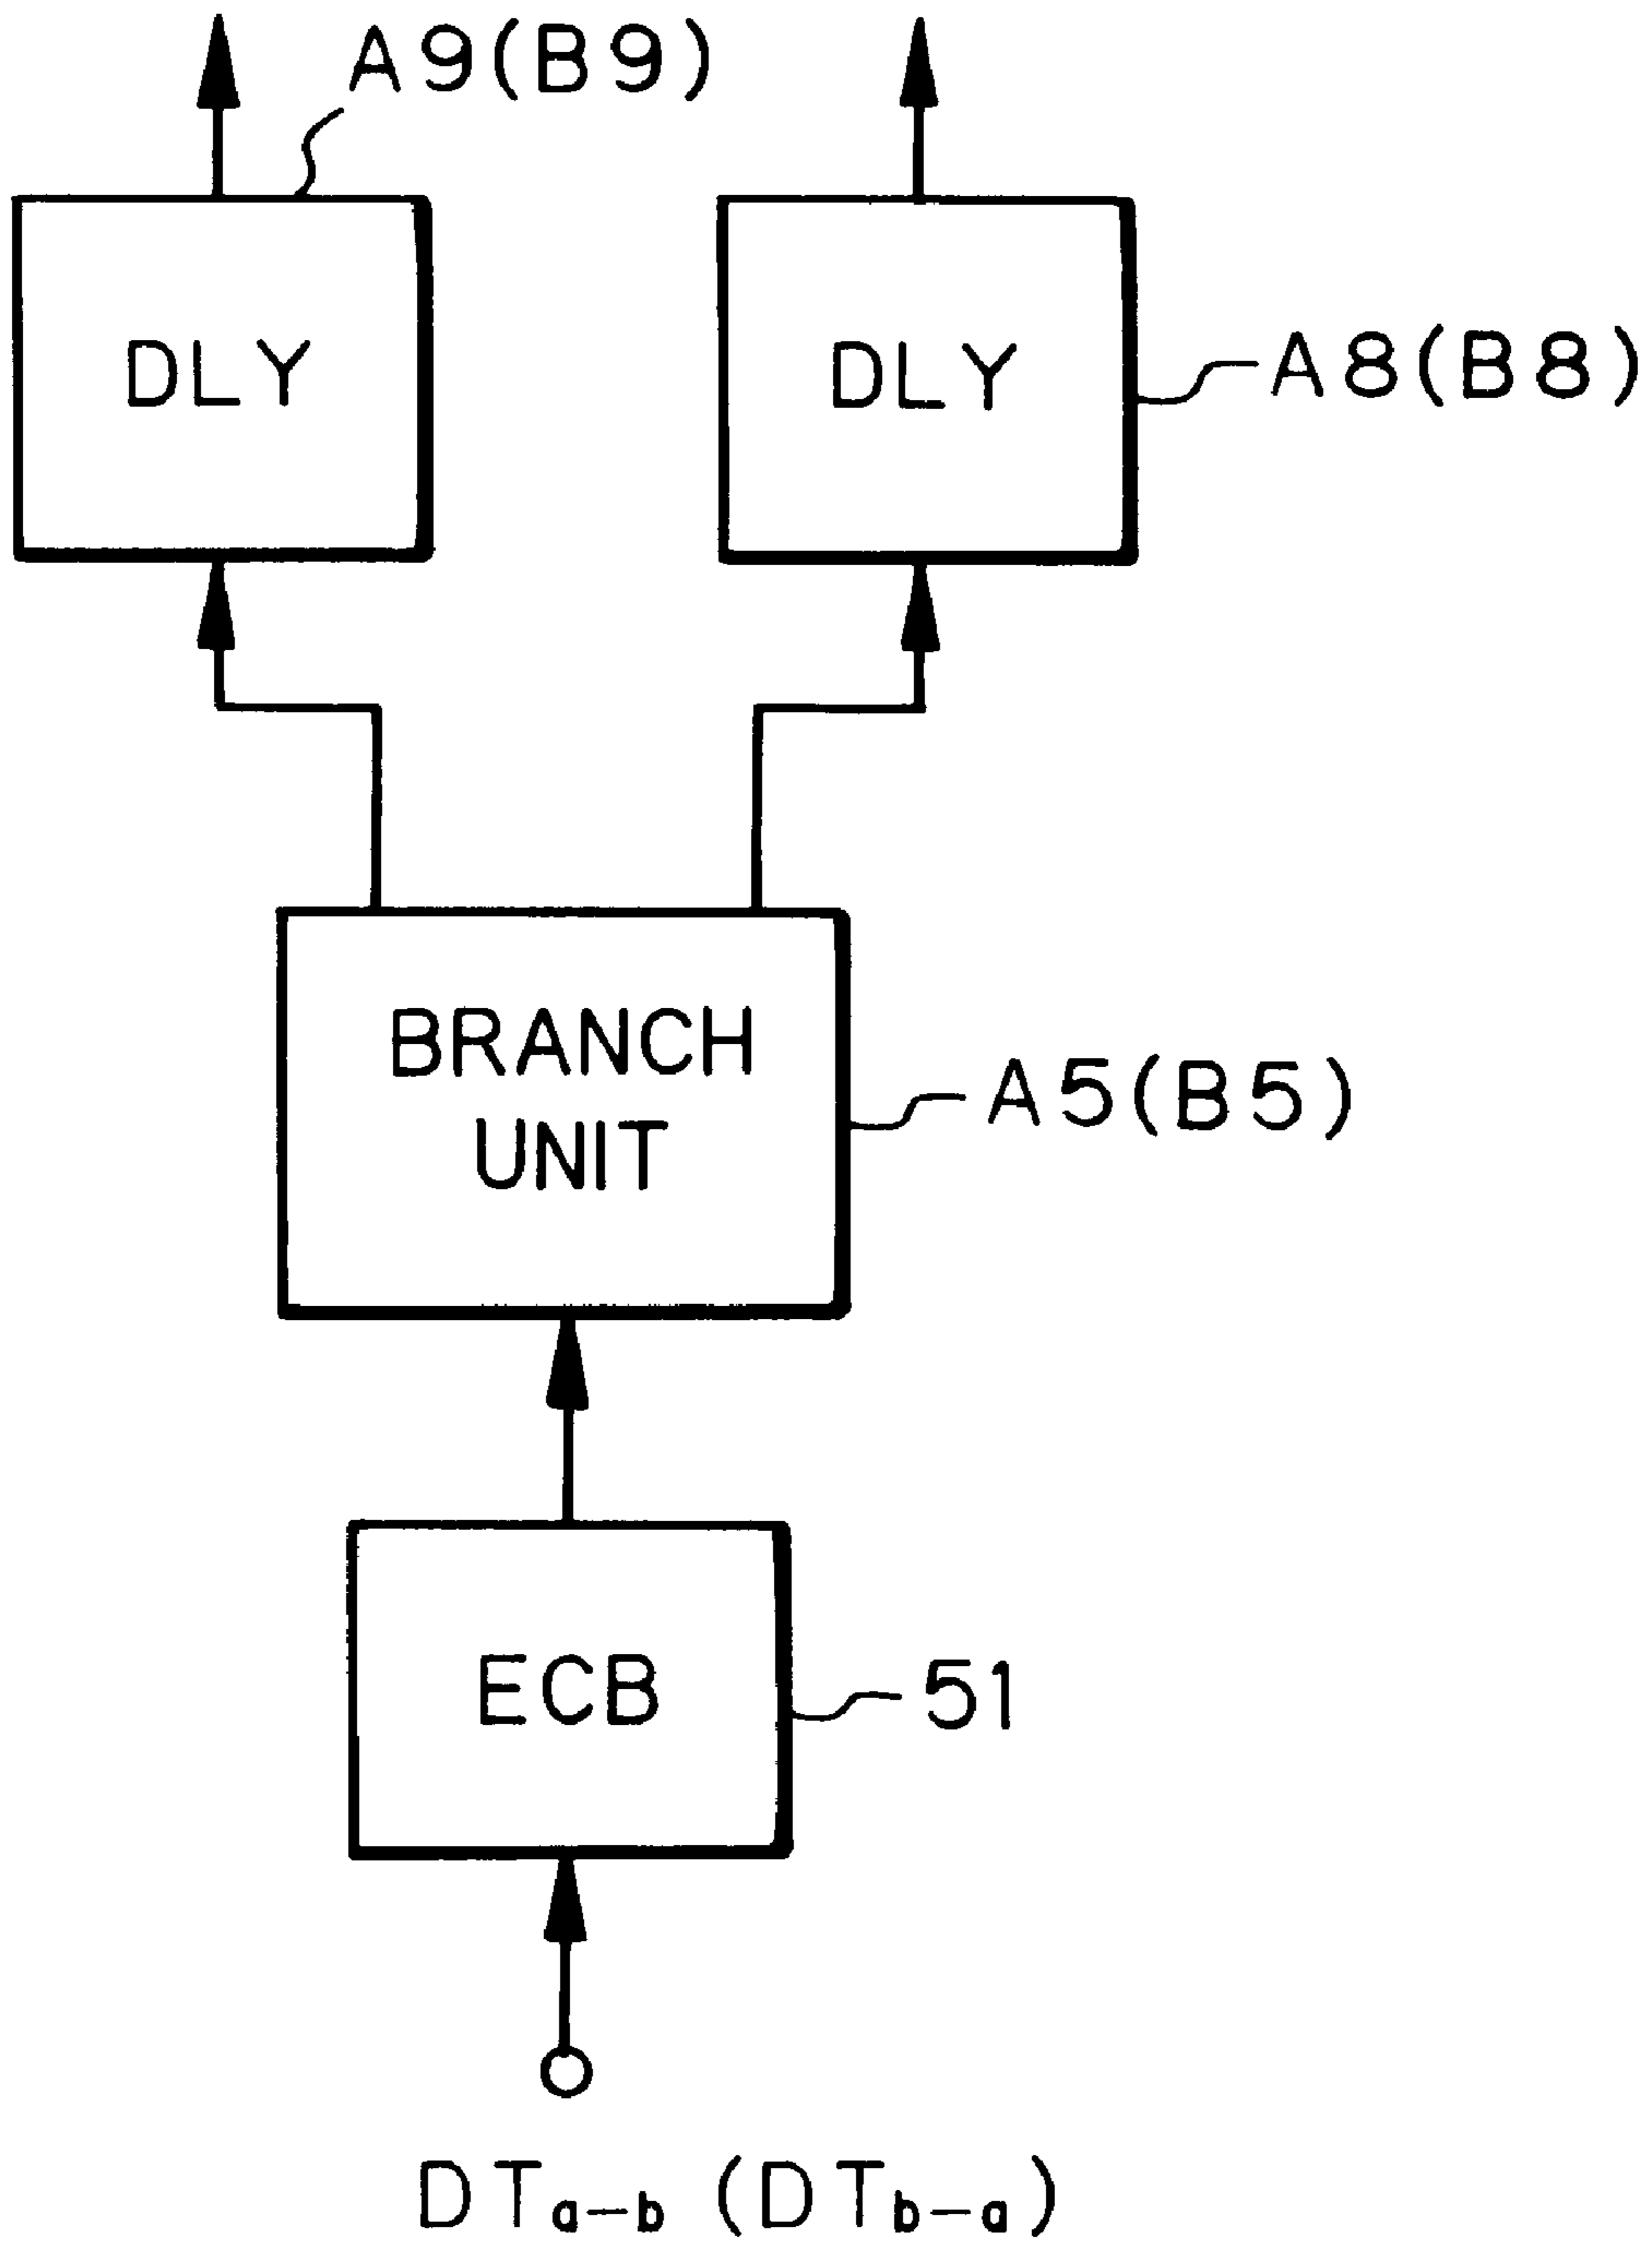 A9(B9)
DLY
DLY
A8(B8)
BRANCH
UNIT
A5(B5)
ECB
51
DTa-b (DTb-a)